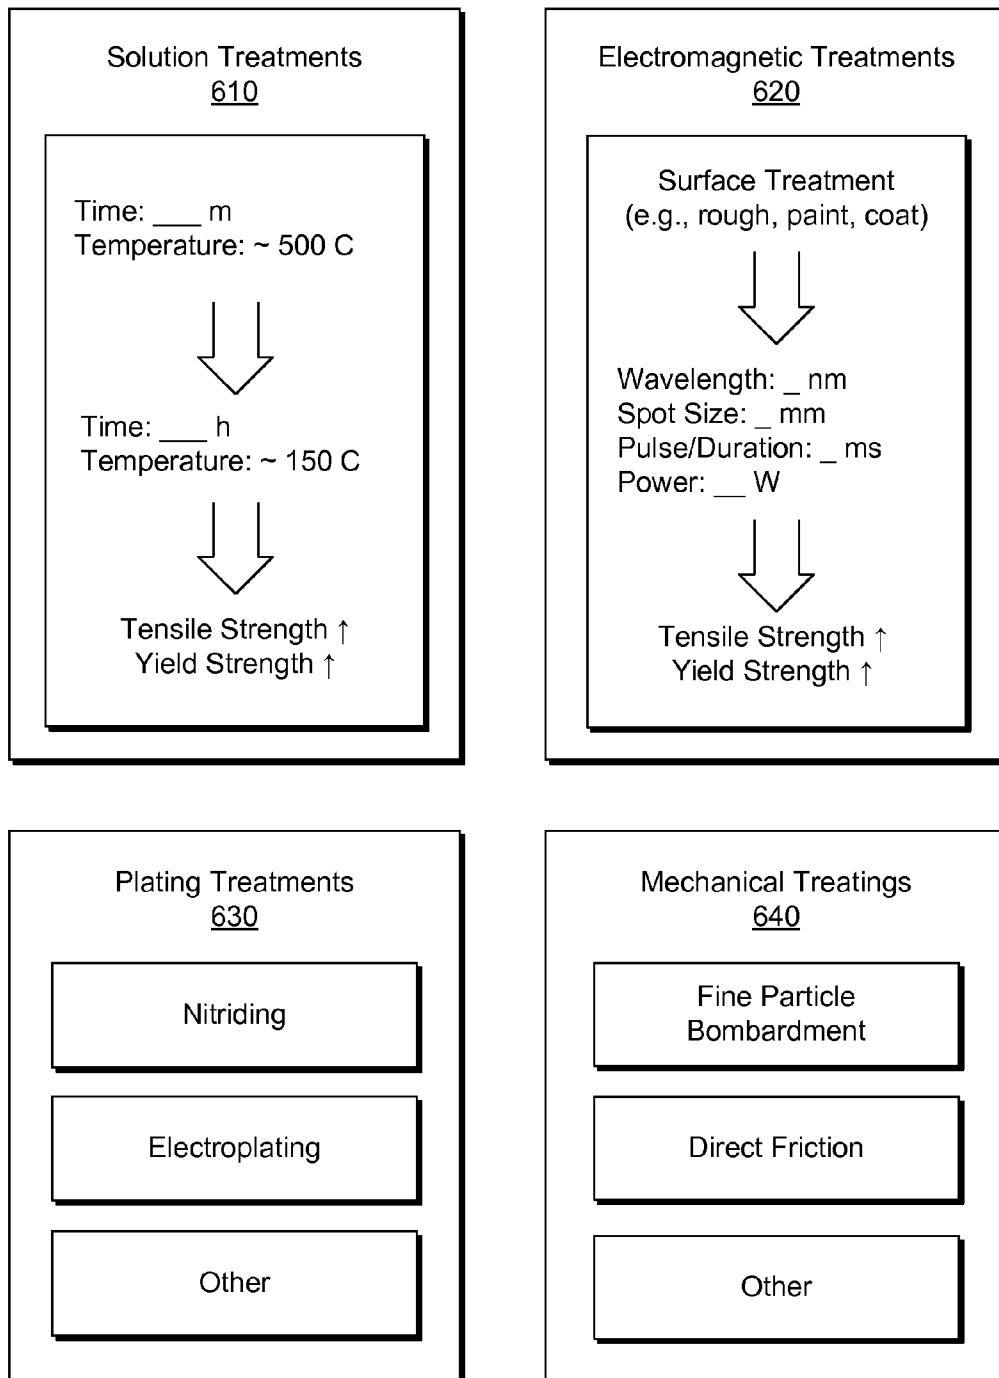 Solution Treatments
610
Time: ___ m
Temperature: ~ 500 C
Time: ___ h
Temperature: ~ 150 C
Tensile Strength ↑
Yield Strength ↑
Electromagnetic Treatments
620
Surface Treatment
(e.g., rough, paint, coat)
Wavelength: _ nm
Spot Size: _ mm
Pulse/Duration: _ ms
Power: __ W
Tensile Strength ↑
Yield Strength ↑
Plating Treatments
630
Nitriding
Electroplating
Other
Mechanical Treatings
640
Fine Particle
Bombardment
Direct Friction
Other